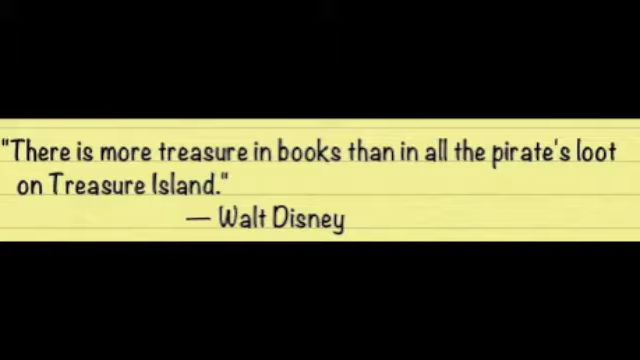 "There is more treasure in books than in all the pirate's loot
on Treasure Island."
— Walt Disney